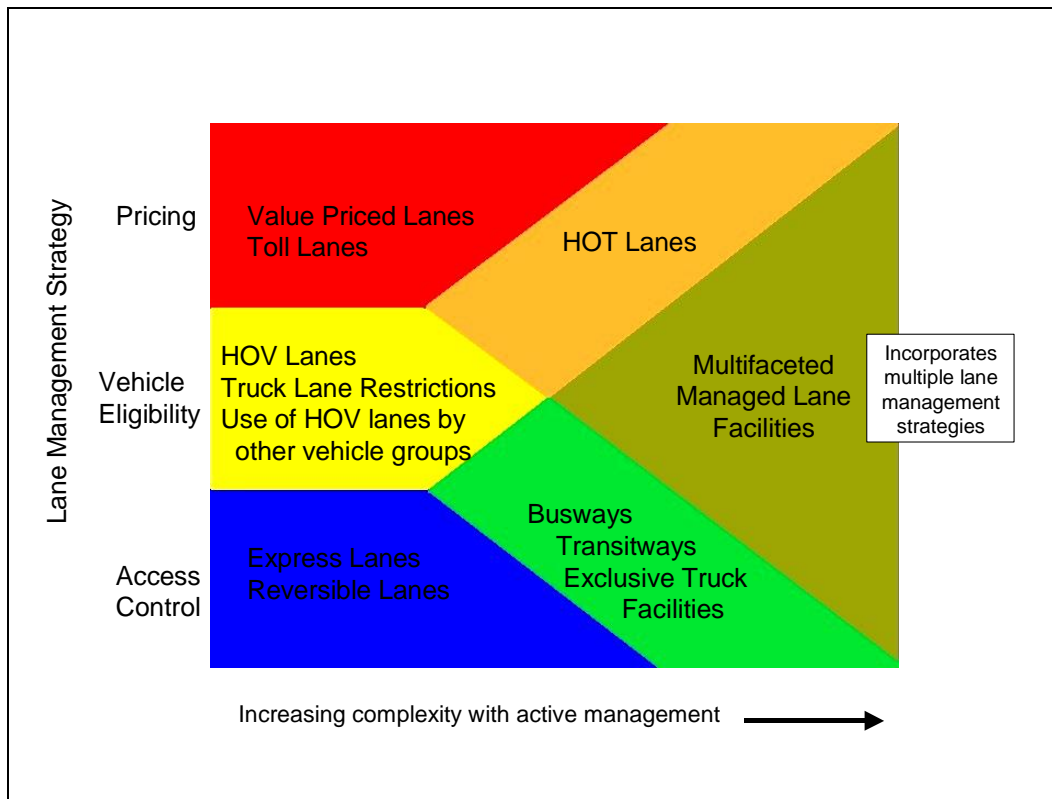 Lane Management Strategy
Pricing
Value Priced Lanes
Toll Lanes
HOT Lanes
Vehicle
Eligibility
HOV Lanes
Truck Lane Restrictions
Use of HOV lanes by
other vehicle groups
Multifaceted
Managed Lane
Facilities
Incorporates
multiple lane
management
strategies
Access
Control
Express Lanes
Reversible Lanes
Busways
Transitways
Exclusive Truck
Facilities
Increasing complexity with active management